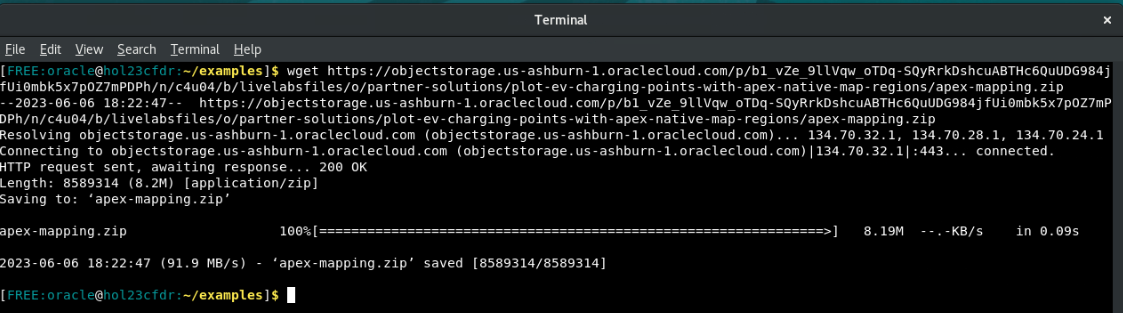 Terminal
×
File Edit View Search Terminal Help
[FREE:oracle@hol23cfdr:~/examples]$ wget https://objectstorage.us-ashburn-1.oraclecloud.com/p/b1_vZe_9llVqw_oTDq-SQyRrkDshcuABTHc6QuUDG984j
fUi0mbk5x7pOZ7mPDPh/n/c4u04/b/livelabsfiles/o/partner-solutions/plot-ev-charging-points-with-apex-native-map-regions/apex-mapping.zip
--2023-06-06 18:22:47--  https://objectstorage.us-ashburn-1.oraclecloud.com/p/b1_vZe_9llVqw_oTDq-SQyRrkDshcuABTHc6QuUDG984jfUi0mbk5x7pOZ7mP
DPh/n/c4u04/b/livelabsfiles/o/partner-solutions/plot-ev-charging-points-with-apex-native-map-regions/apex-mapping.zip
Resolving objectstorage.us-ashburn-1.oraclecloud.com (objectstorage.us-ashburn-1.oraclecloud.com)... 134.70.32.1, 134.70.28.1, 134.70.24.1
Connecting to objectstorage.us-ashburn-1.oraclecloud.com (objectstorage.us-ashburn-1.oraclecloud.com)|134.70.32.1|:443... connected.
HTTP request sent, awaiting response... 200 OK
Length: 8589314 (8.2M) [application/zip]
Saving to: ‘apex-mapping.zip’
apex-mapping.zip 100%[==============================================================>] 8.19M --.-KB/s in 0.09s
2023-06-06 18:22:47 (91.9 MB/s) - ‘apex-mapping.zip’ saved [8589314/8589314]
[FREE:oracle@hol23cfdr:~/examples]$